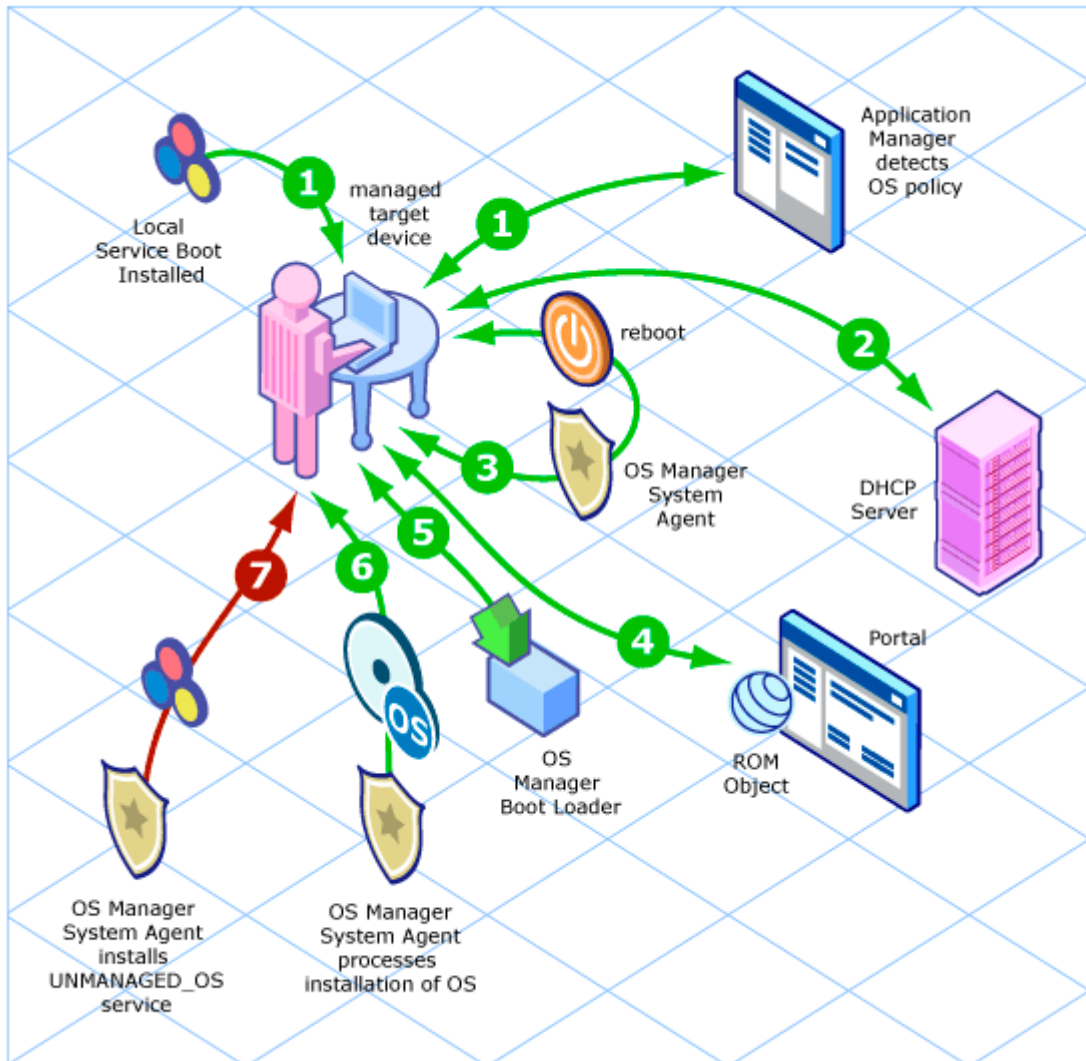 Application
Manager
detects
OS policy
1
managed
target
device
1
Local
Service Boot
Installed
reboot
2
3
OS Manager
System
Agent
DHCP
Server
5
6
7
4
Portal
OS
ROM
Object
OS
Manager
Boot Loader
OS Manager
System Agent
installs
UNMANAGED_OS
service
OS Manager
System Agent
processes
installation of OS